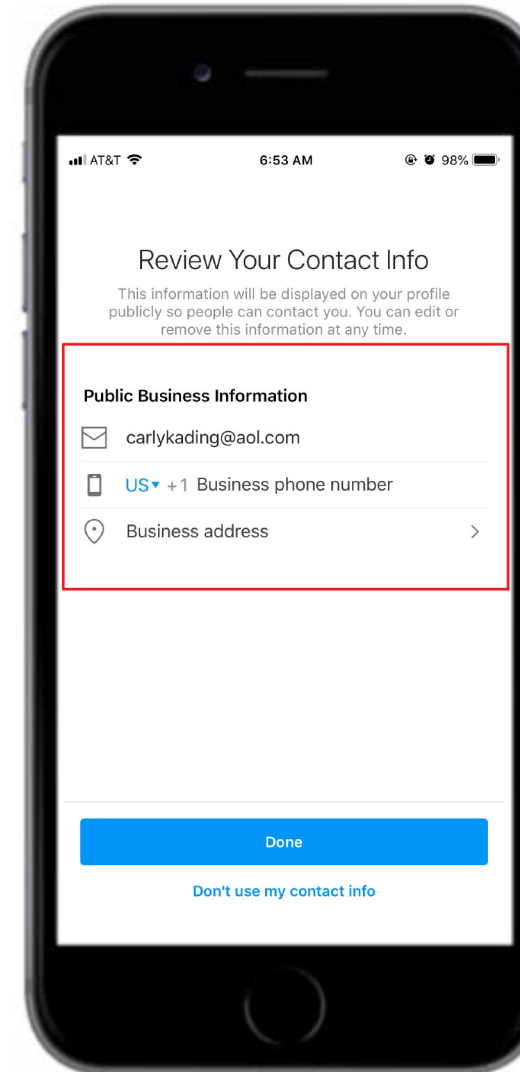 AT&T 6:53 AM 98%
Review Your Contact Info
This information will be displayed on your profile
publicly so people can contact you. You can edit or
remove this information at any time.
Public Business Information
carlykading@aol.com
US +1 Business phone number
Business address
Done
Don't use my contact info